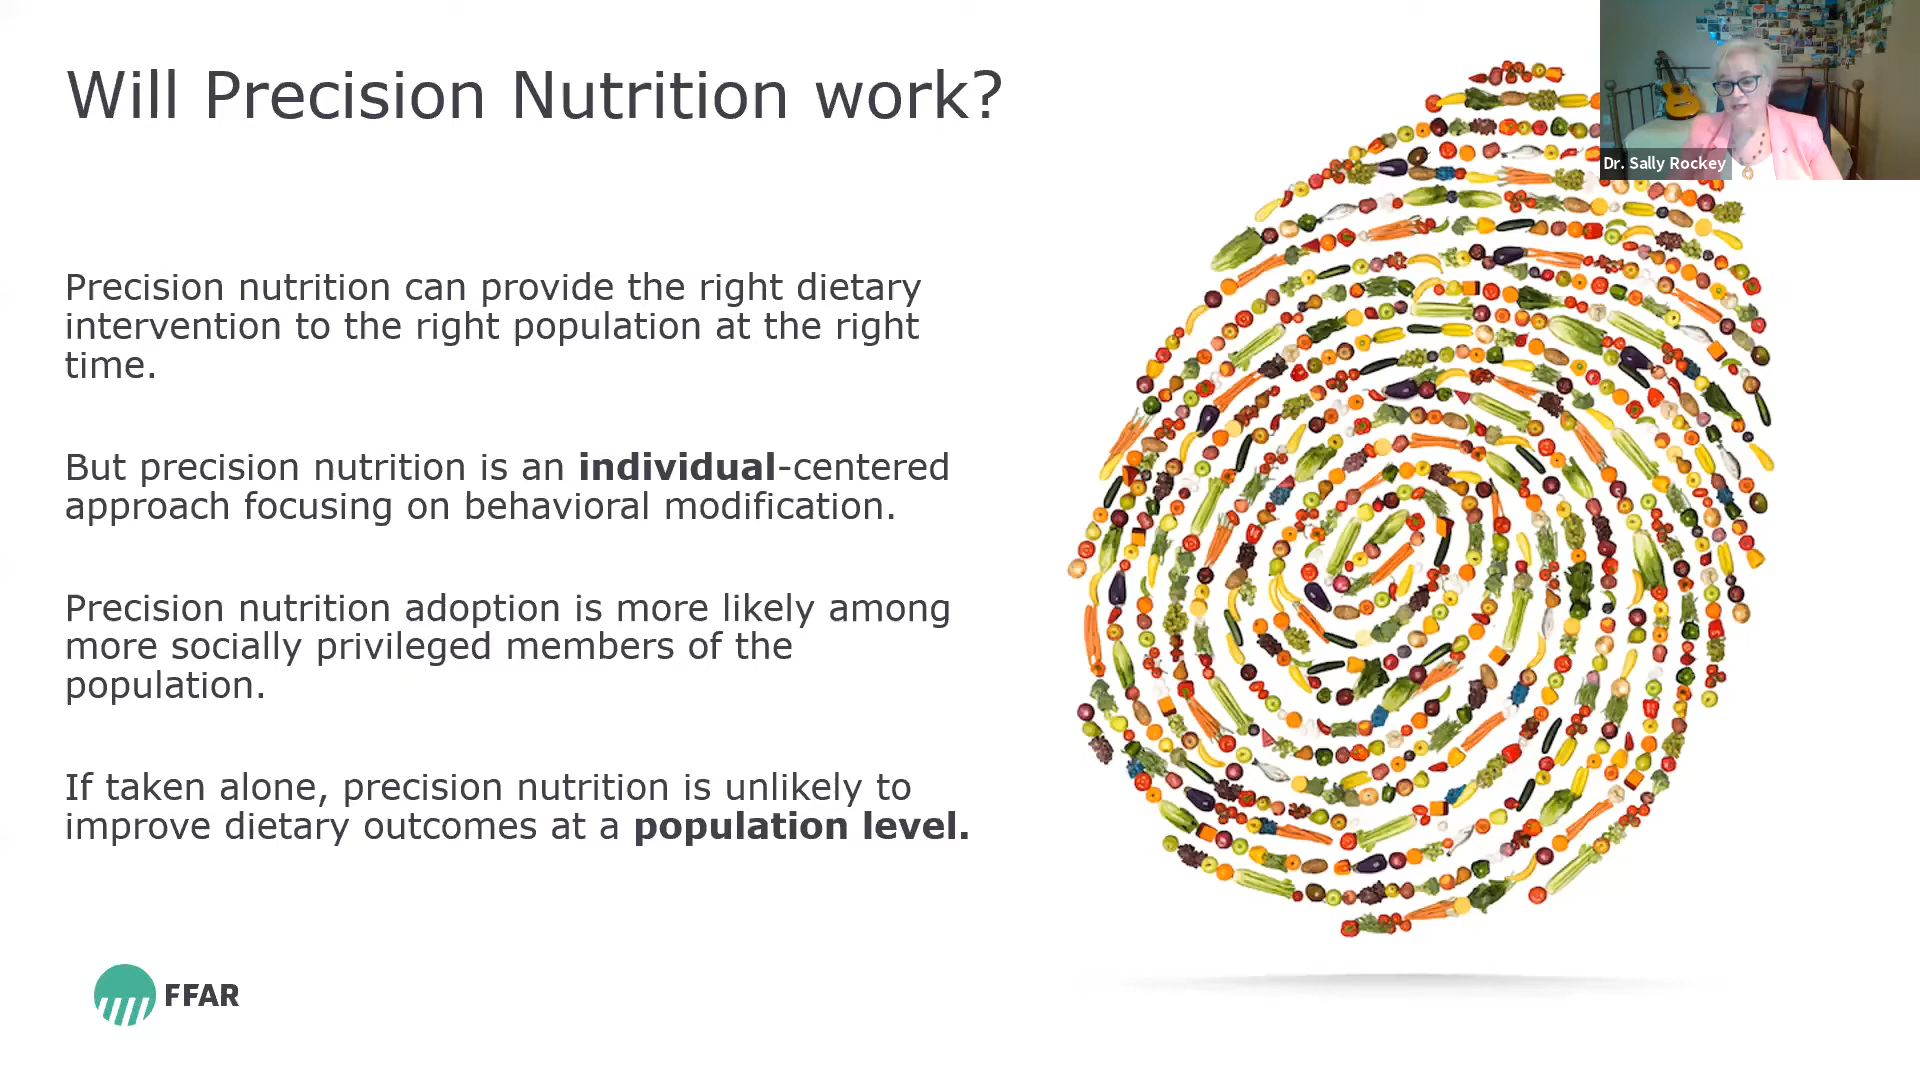 Will Precision Nutrition work?
Dr. Sally Rockey
Precision nutrition can provide the right dietary
intervention to the right population at the right
time.
But precision nutrition is an individual-centered
approach focusing on behavioral modification.
Precision nutrition adoption is more likely among
more socially privileged members of the
population.
If taken alone, precision nutrition is unlikely to
improve dietary outcomes at a population level.
FFAR